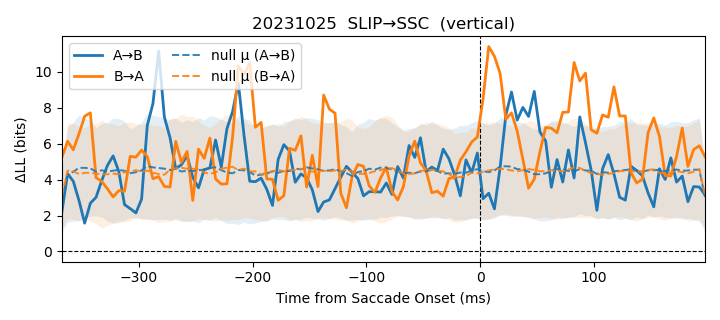 20231025  SLIP→SSC  (vertical)
ΔLL (bits)
A→B
B→A
null μ (A→B)
null μ (B→A)
10
8
6
4
2
0
−300
−200
−100
0
100
Time from Saccade Onset (ms)